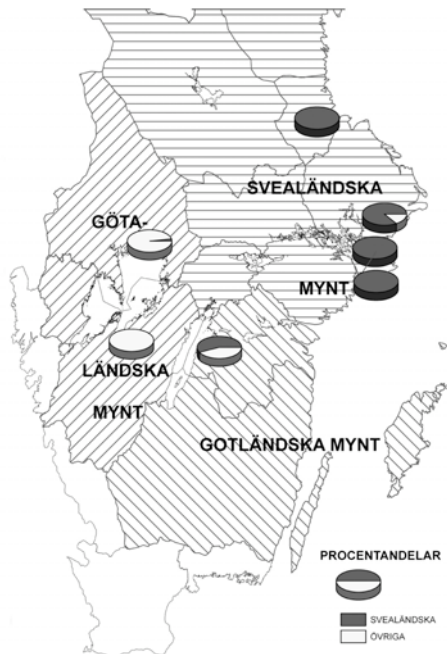 SVEALÄNDSKA
GÖTA-
MYNT
LÄNDSKA
MYNT
GOTLÄNDSKA MYNT
PROCENTANDELAR
SVEALÄNDSKA
ÖVRIGA